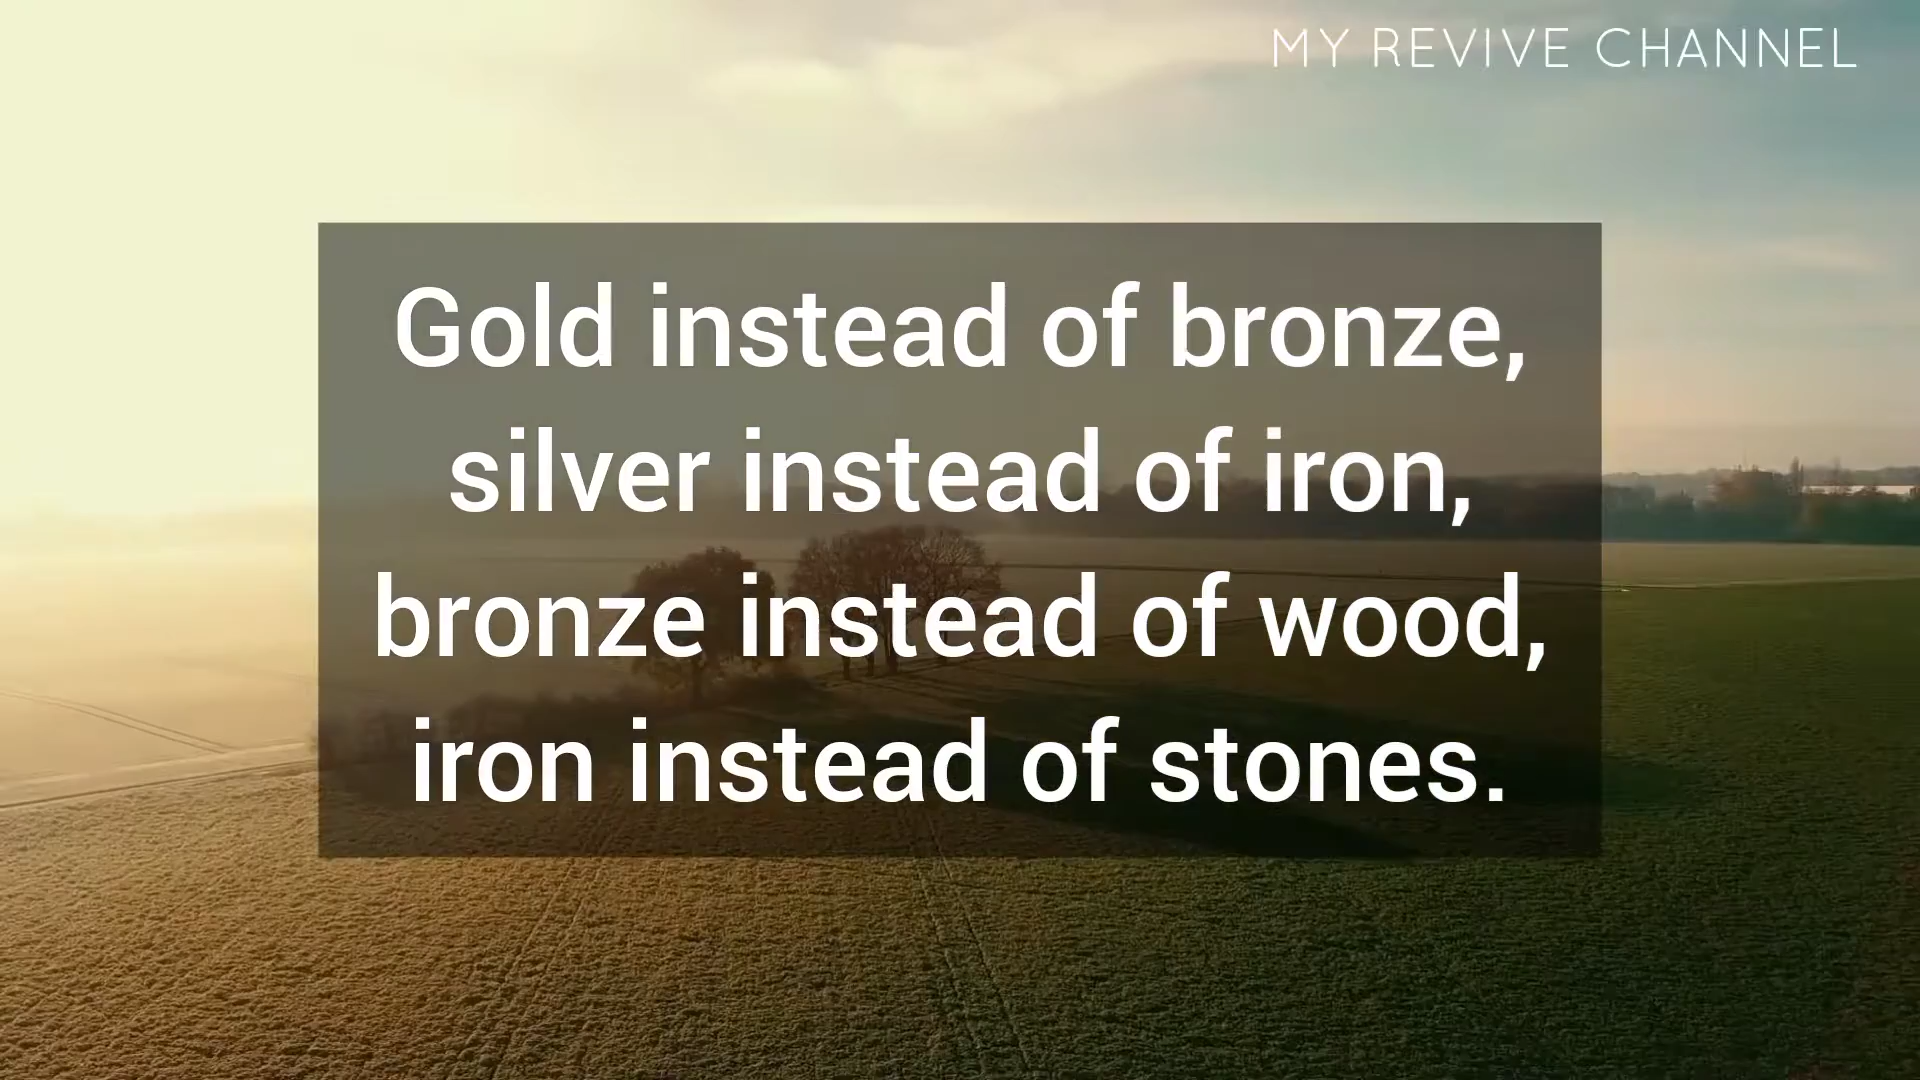 MY REVIVE CHANNEL
Gold instead of bronze,
silver instead of iron,
bronze instead of wood,
iron instead of stones.